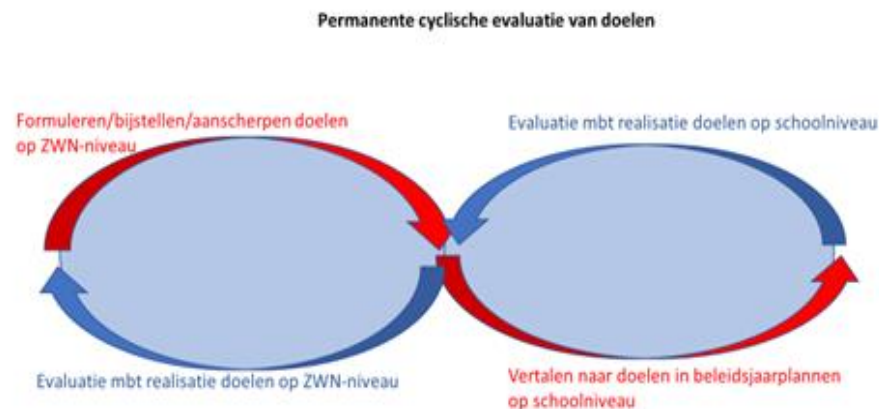 Permanente cyclische evaluatie van doelen
Formuleren/bijstellen/aanscherpen doelen
op ZWN-niveau
Evaluatie mbt realisatie doelen op schoolniveau
Evaluatie mbt realisatie doelen op ZWN-niveau
Vertalen naar doelen in beleidsjaarplannen
op schoolniveau